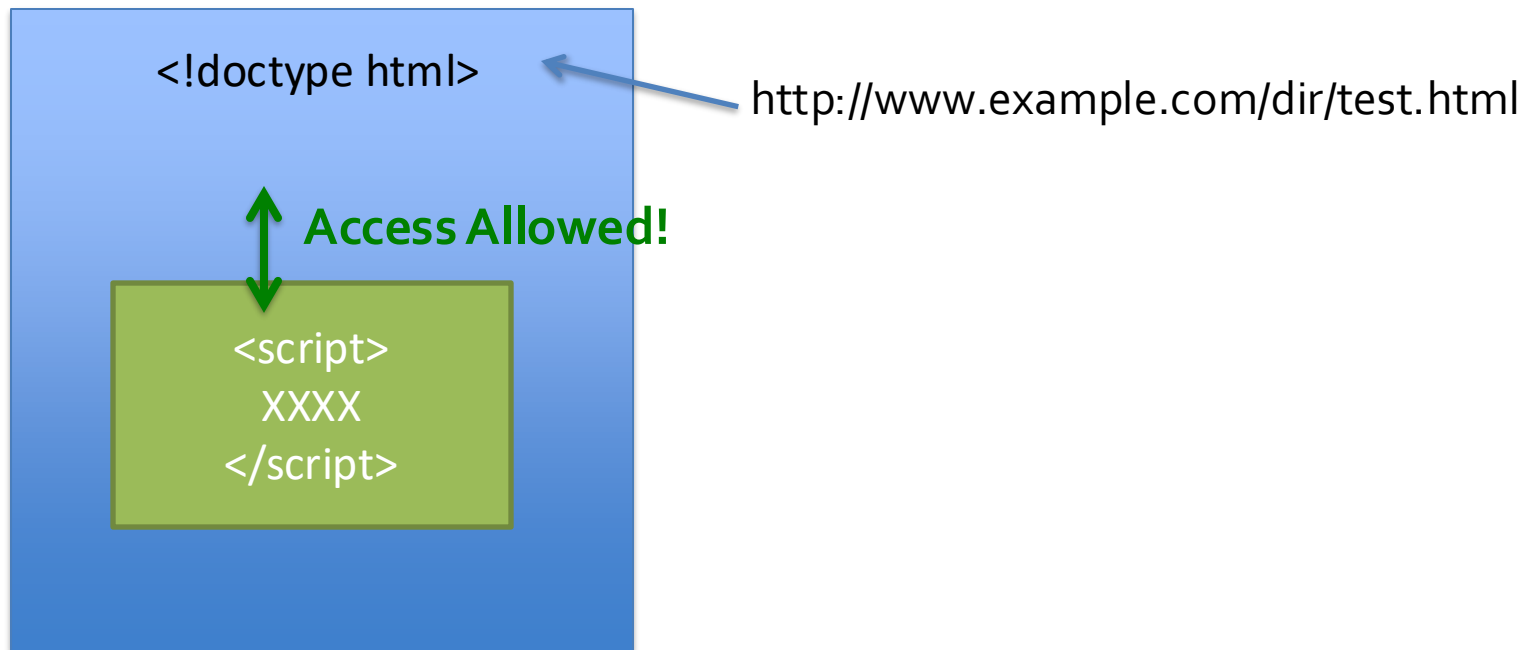 <!doctype html>
http://www.example.com/dir/test.html
Access Allowed!
<script>
XXXX
</script>